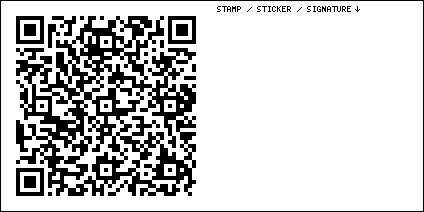 STAMP / STICKER / SIGNATURE ↓